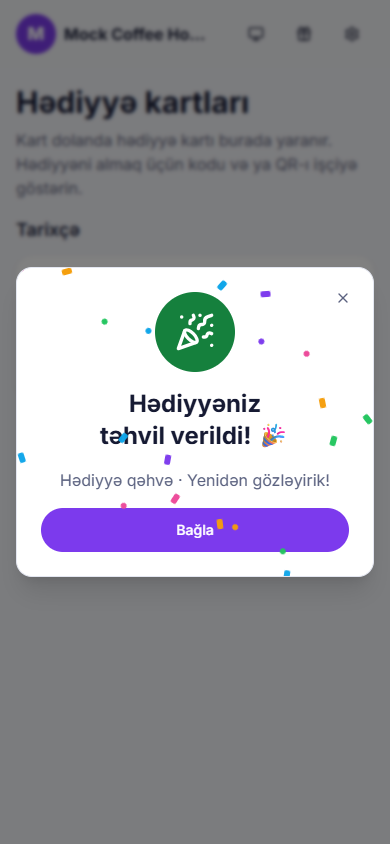 M Mock Coffee Ho...
Hədiyyə kartları
Kart dolanda hədiyyə kartı burada yaranır.
Hədiyyəni almaq üçün kodu və ya QR-ı işçiyə
göstərin.
Tarixçə
Hədiyyəniz
təhvil verildi! 🎉
Hədiyyə qəhvə · Yenidən gözləyirik!
Bağla